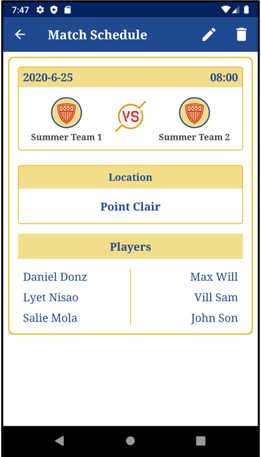 7:47
Match Schedule
2020-6-25 08:00
VS
Summer Team 1 Summer Team 2
Location
Point Clair
Players
Daniel Donz Max Will
Lyet Nisao Vill Sam
Salie Mola John Son